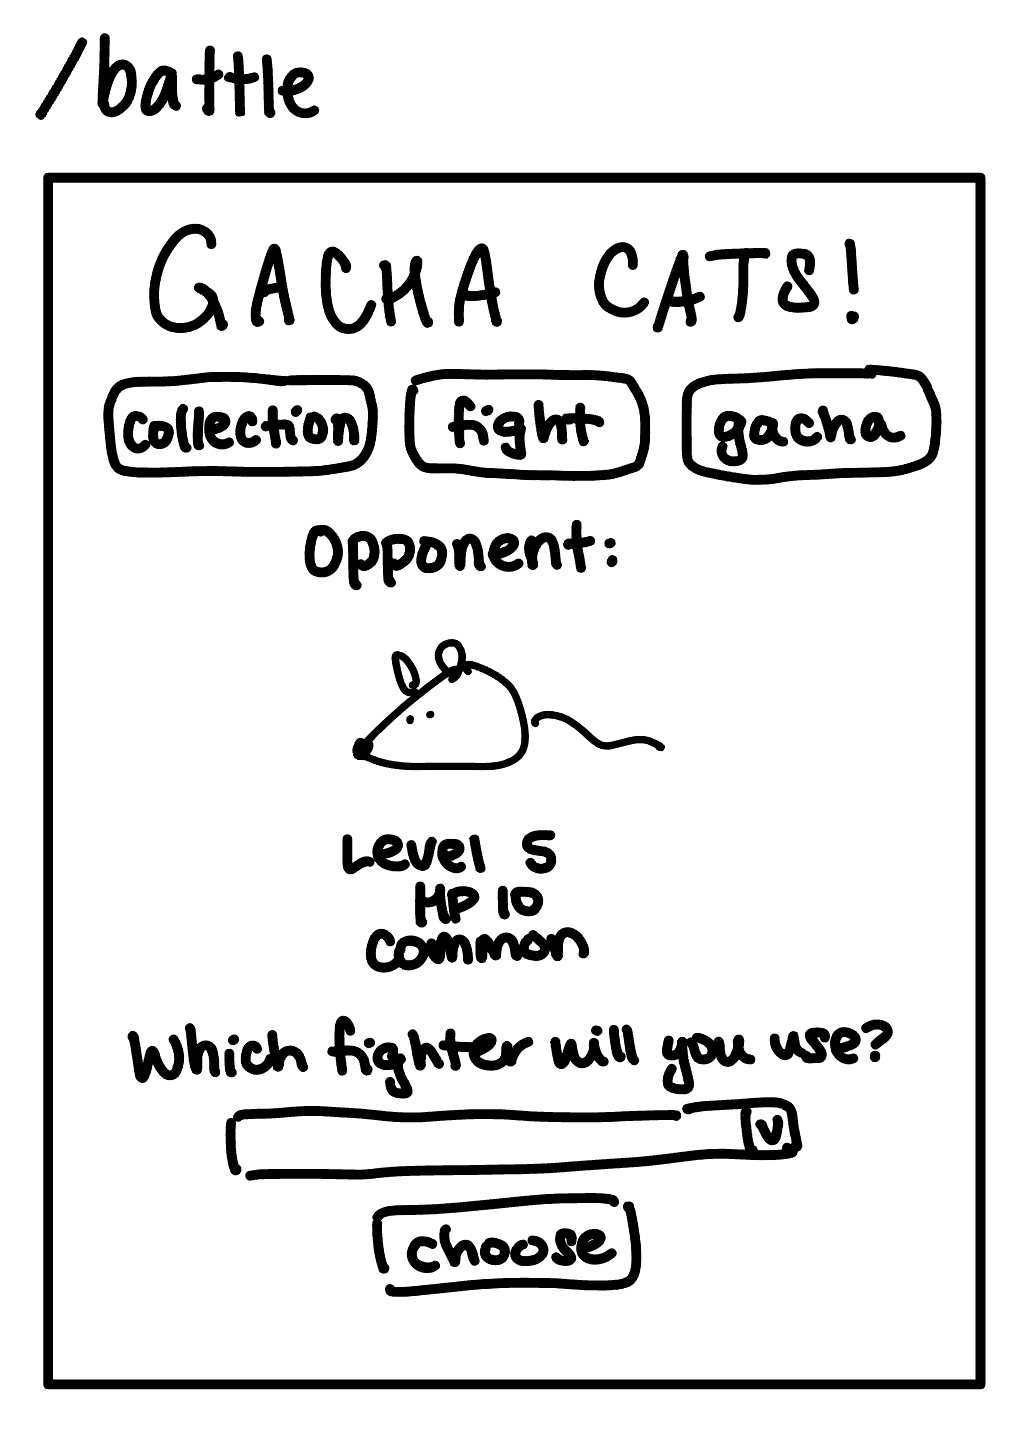 /battle
GACHA CATS!
collection fight gacha
Opponent:
Level 5
HP 10
Common
Which fighter will you use?
v
choose